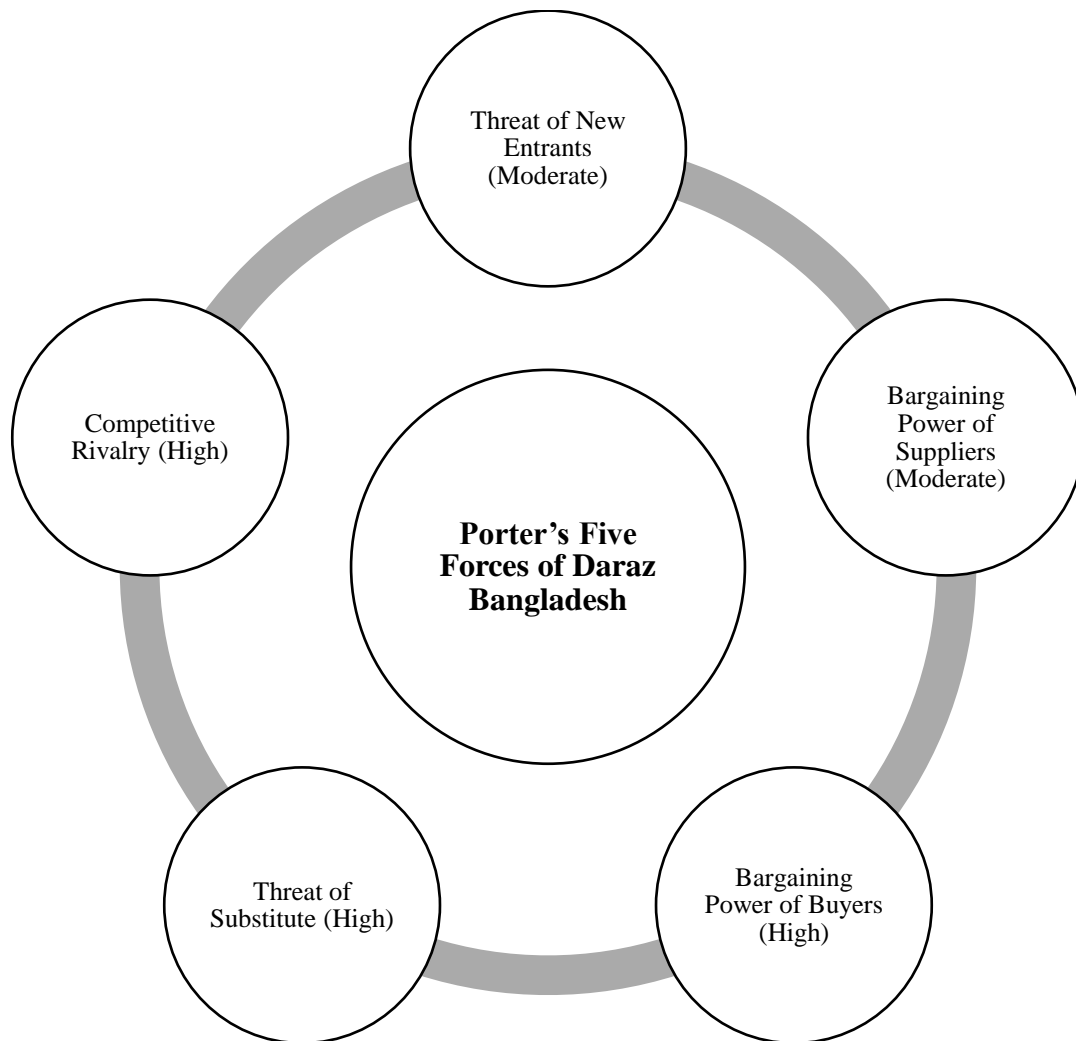 Threat of New
Entrants
(Moderate)
Bargaining
Power of
Suppliers
(Moderate)
Bargaining
Power of Buyers
(High)
Threat of
Substitute (High)
Competitive
Rivalry (High)
Porter’s Five
Forces of Daraz
Bangladesh